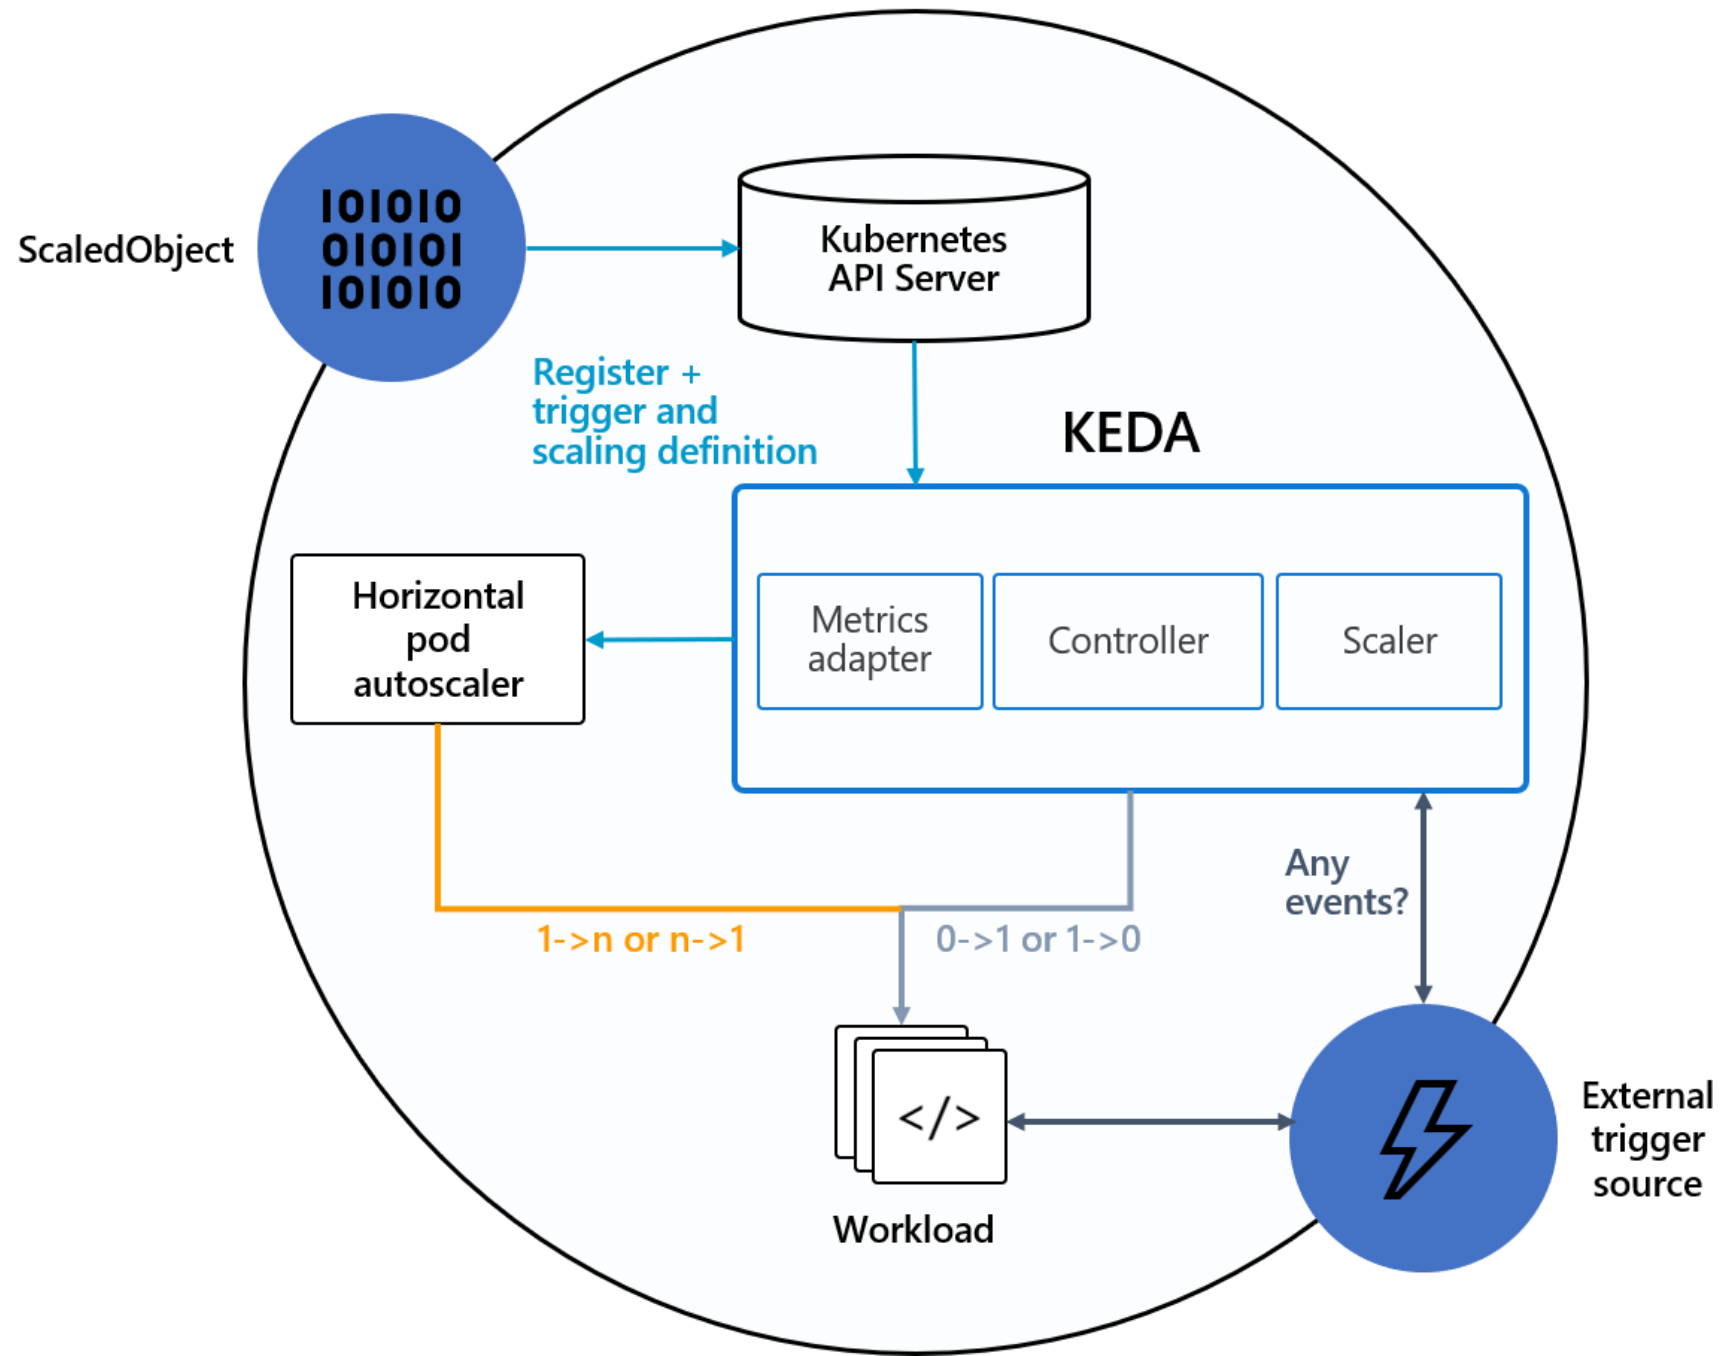 ScaledObject
101010
010101
101010
Kubernetes
API Server
Register +
trigger and
scaling definition
KEDA
Horizontal
pod
autoscaler
Metrics
adapter
Controller
Scaler
Any
events?
1->n or n->1
0->1 or 1->0
</>
Workload
External
trigger
source